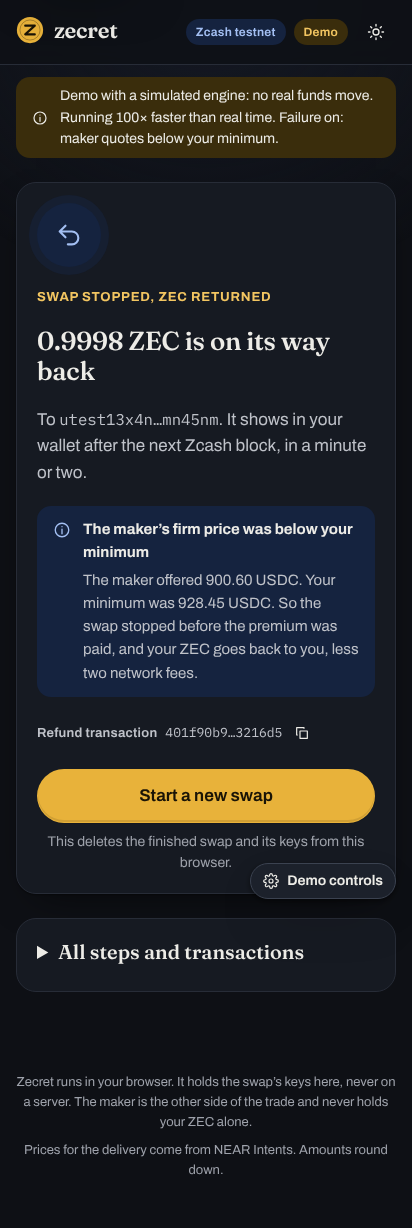 zecret
Zcash testnet
Demo
Demo with a simulated engine: no real funds move.
Running 100× faster than real time. Failure on:
maker quotes below your minimum.
SWAP STOPPED, ZEC RETURNED
0.9998 ZEC is on its way
back
To utest13x4n…mn45nm. It shows in your
wallet after the next Zcash block, in a minute
or two.
The maker’s firm price was below your
minimum
The maker offered 900.60 USDC. Your
minimum was 928.45 USDC. So the
swap stopped before the premium was
paid, and your ZEC goes back to you, less
two network fees.
Refund transaction 401f90b9…3216d5
Start a new swap
This deletes the finished swap and its keys from this
browser.
Demo controls
All steps and transactions
Zecret runs in your browser. It holds the swap’s keys here, never on
a server. The maker is the other side of the trade and never holds
your ZEC alone.
Prices for the delivery come from NEAR Intents. Amounts round
down.